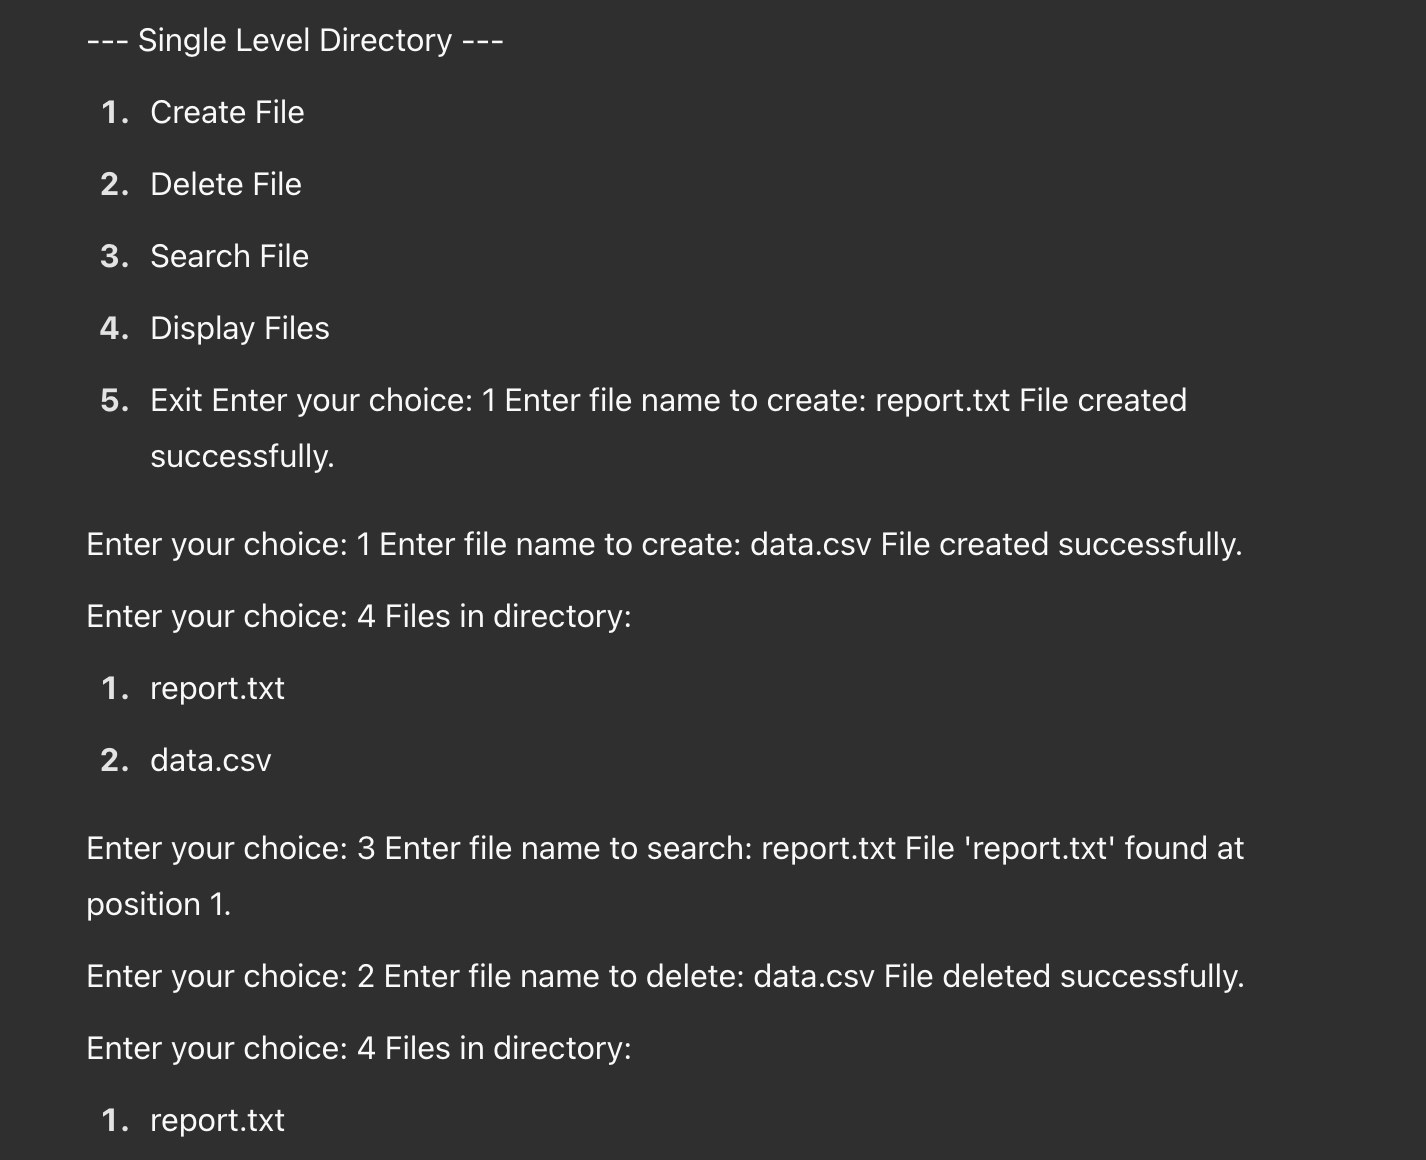 --- Single Level Directory ---
1. Create File
2. Delete File
3. Search File
4. Display Files
5. Exit Enter your choice: 1 Enter file name to create: report.txt File created
successfully.
Enter your choice: 1 Enter file name to create: data.csv File created successfully.
Enter your choice: 4 Files in directory:
1. report.txt
2. data.csv
Enter your choice: 3 Enter file name to search: report.txt File 'report.txt' found at
position 1.
Enter your choice: 2 Enter file name to delete: data.csv File deleted successfully.
Enter your choice: 4 Files in directory:
1. report.txt